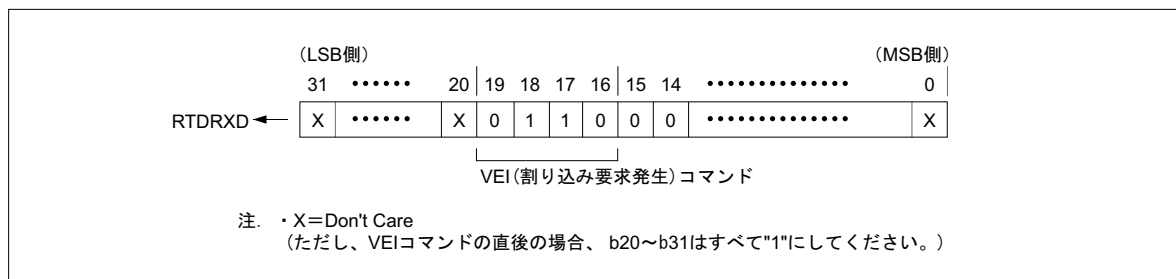 (LSB側) (MSB側)
31 •••••• 20 19 18 17 16 15 14 •••••••••••••• 0
RTDRXD X •••••• X 0 1 1 0 0 0 •••••••••••••• X
VEI(割り込み要求発生)コマンド
注. ・X＝Don't Care
(ただし、VEIコマンドの直後の場合、 b20～b31はすべて"1"にしてください。)